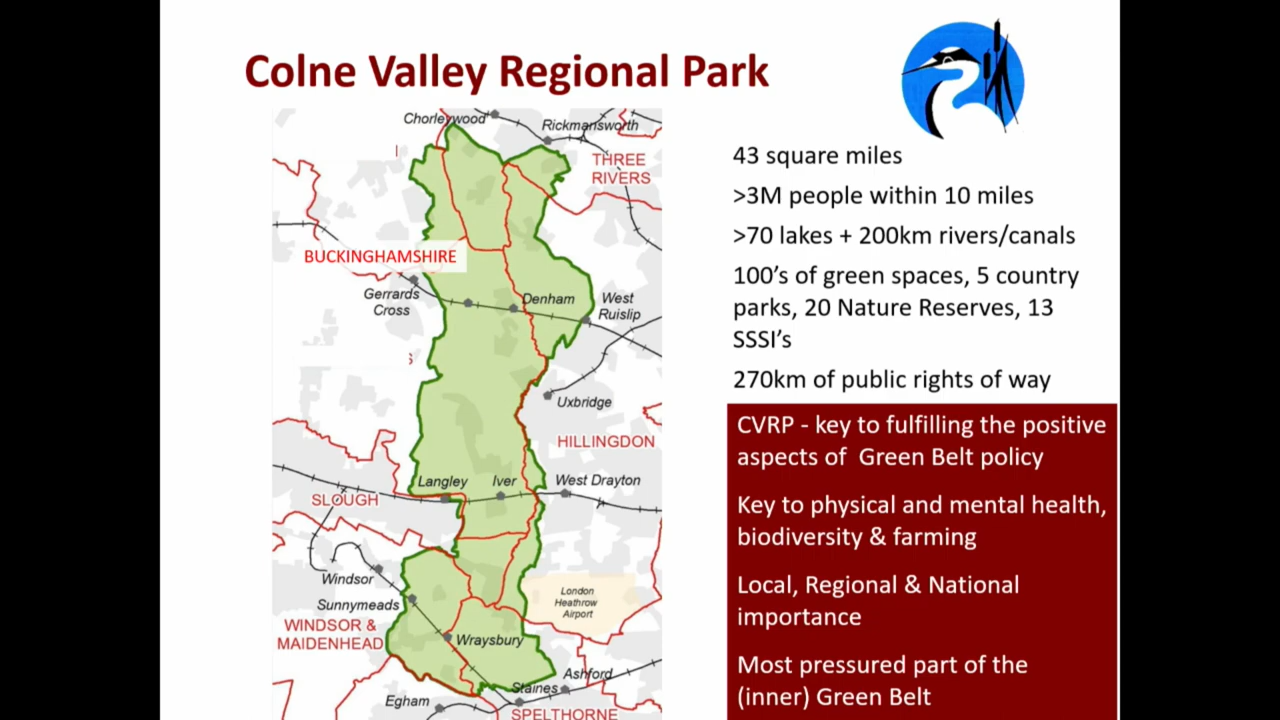 Colne Valley Regional Park
43 square miles
>3M people within 10 miles
>70 lakes + 200km rivers/canals
100’s of green spaces, 5 country
parks, 20 Nature Reserves, 13
SSSI’s
270km of public rights of way
CVRP - key to fulfilling the positive
aspects of  Green Belt policy
Key to physical and mental health,
biodiversity & farming
Local, Regional & National
importance
Most pressured part of the
(inner) Green Belt
Chorleywood
Rickmansworth
THREE
RIVERS
BUCKINGHAMSHIRE
Gerrards
Cross
Denham
West
Ruislip
Uxbridge
HILLINGDON
Langley
Iver
West Drayton
SLOUGH
Windsor
Sunnymeads
London
Heathrow
Airport
WINDSOR &
MAIDENHEAD
Wraysbury
Ashford
Staines
Egham
SPELTHORNE